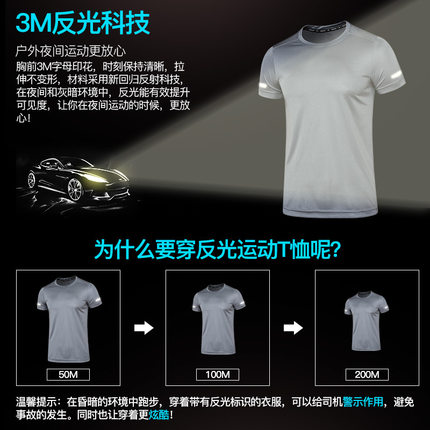 3M反光科技
户外夜间运动更放心
胸前3M字母印花，时刻保持清晰，拉
伸不变形，材料采用新回归反射科技，
在夜间和灰暗环境中，反光能有效提升
可见度，让你在夜间运动的时候，更放
心！
为什么要穿反光运动T恤呢?
50M
100M
200M
温馨提示：在昏暗的环境中跑步，穿着带有反光标识的衣服，可以给司机警示作用，避免
事故的发生。同时也让穿着更炫酷！